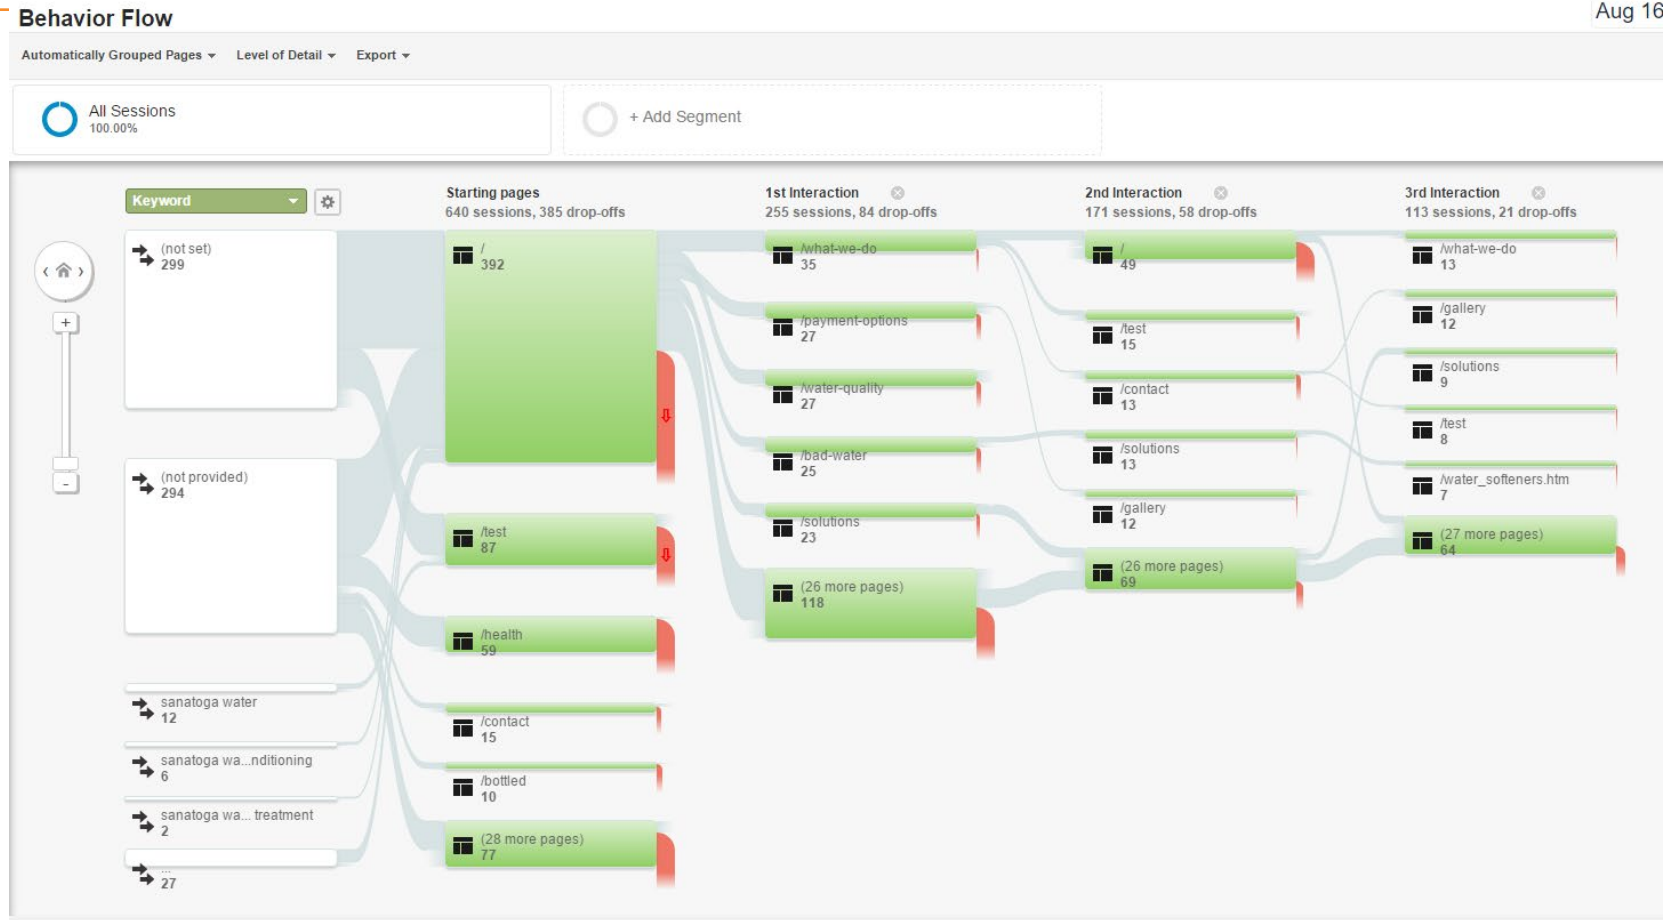 Behavior Flow
Aug 16
Automatically Grouped Pages Level of Detail Export
All Sessions
100.00%
+ Add Segment
Keyword
(not set)
299
(not provided)
294
sanatoga water
12
sanatoga wa...nditioning
6
sanatoga wa... treatment
2
...
27
+
-
Starting pages
640 sessions, 385 drop-offs
/
392
/test
87
/health
59
/contact
15
/bottled
10
(28 more pages)
77
1st Interaction
255 sessions, 84 drop-offs
/what-we-do
35
/payment-options
27
/water-quality
27
/bad-water
25
/solutions
23
(26 more pages)
118
2nd Interaction
171 sessions, 58 drop-offs
/
49
/test
15
/contact
13
/solutions
13
/gallery
12
(26 more pages)
69
3rd Interaction
113 sessions, 21 drop-offs
/what-we-do
13
/gallery
12
/solutions
9
/test
8
/water_softeners.htm
7
(27 more pages)
64